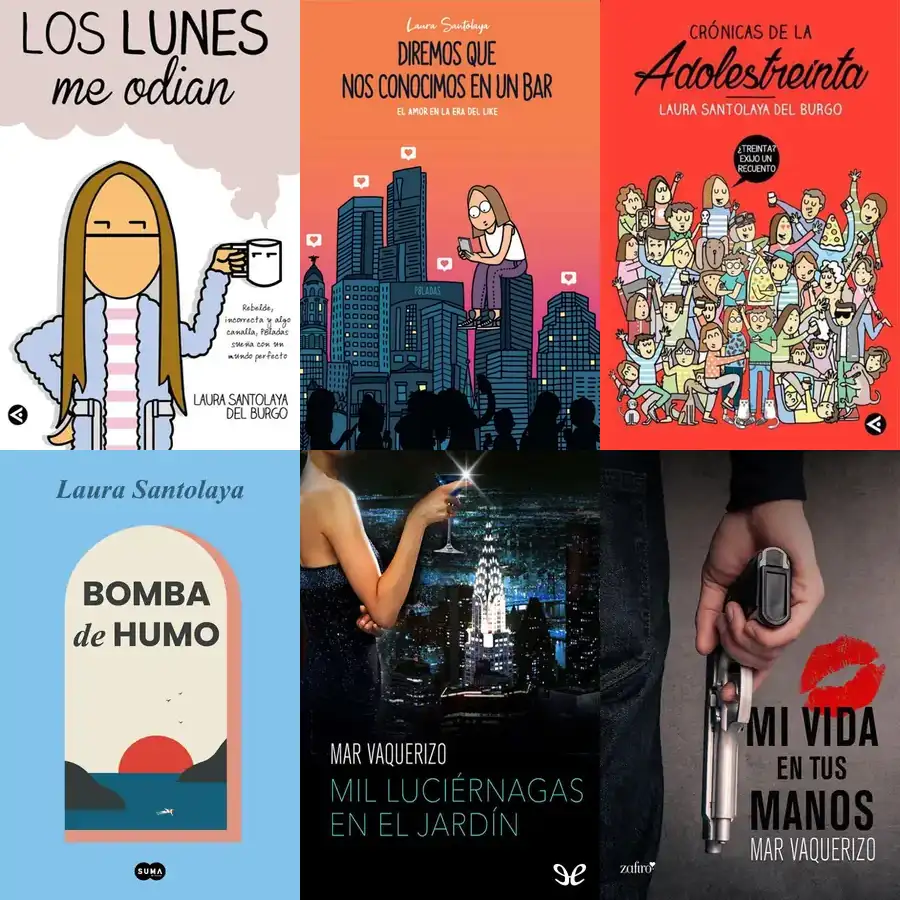 LOS LUNES
me odian
Rebelde,
incorrecta y algo
canalla, P8ladas
sueña con un
mundo perfecto
LAURA SANTOLAYA
DEL BURGO
Laura Santolaya
DIREMOS QUE
NOS CONOCIMOS EN UN BAR
EL AMOR EN LA ERA DEL LIKE
P8LADAS
CRÓNICAS DE LA
Adolestreinta
LAURA SANTOLAYA DEL BURGO
¿TREINTA?
EXIJO UN
RECUENTO
Laura Santolaya
BOMBA
de HUMO
SUMA
MAR VAQUERIZO
MIL LUCIÉRNAGAS
EN EL JARDÍN
MI VIDA
EN TUS
MANOS
MAR VAQUERIZO
zafiro